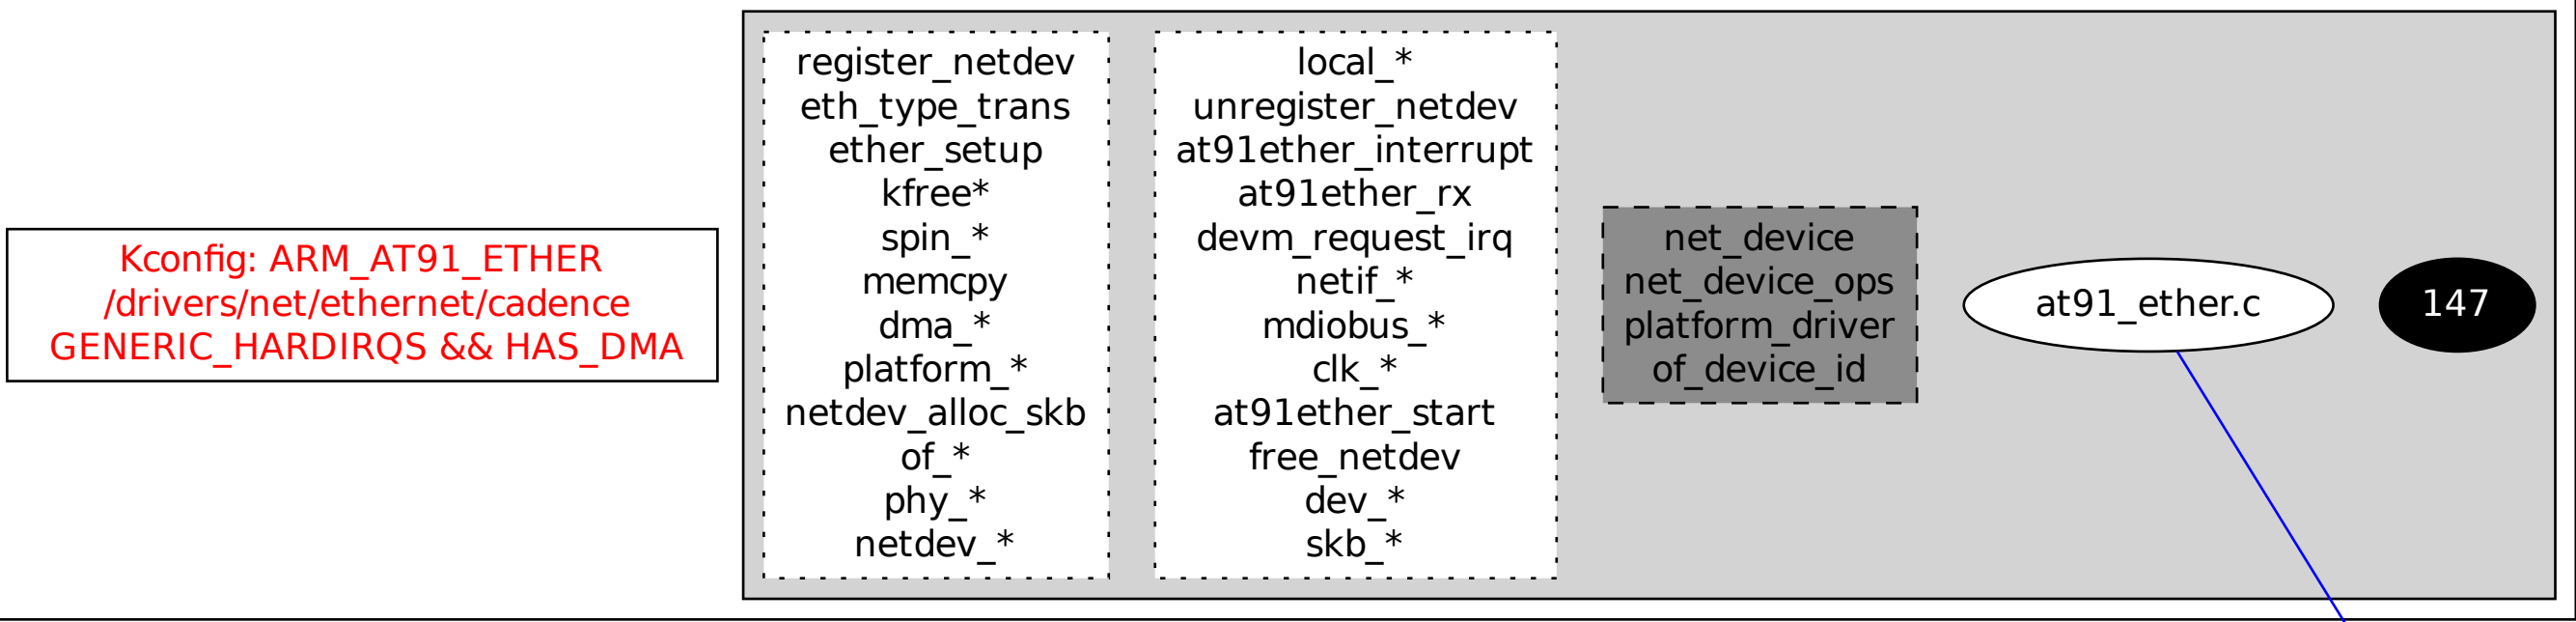 Kconfig: ARM_AT91_ETHER
/drivers/net/ethernet/cadence
GENERIC_HARDIRQS && HAS_DMA
register_netdev
eth_type_trans
ether_setup
kfree*
spin_*
memcpy
dma_*
platform_*
netdev_alloc_skb
of_*
phy_*
netdev_*
local_*
unregister_netdev
at91ether_interrupt
at91ether_rx
devm_request_irq
netif_*
mdiobus_*
clk_*
at91ether_start
free_netdev
dev_*
skb_*
net_device
net_device_ops
platform_driver
of_device_id
at91_ether.c
147